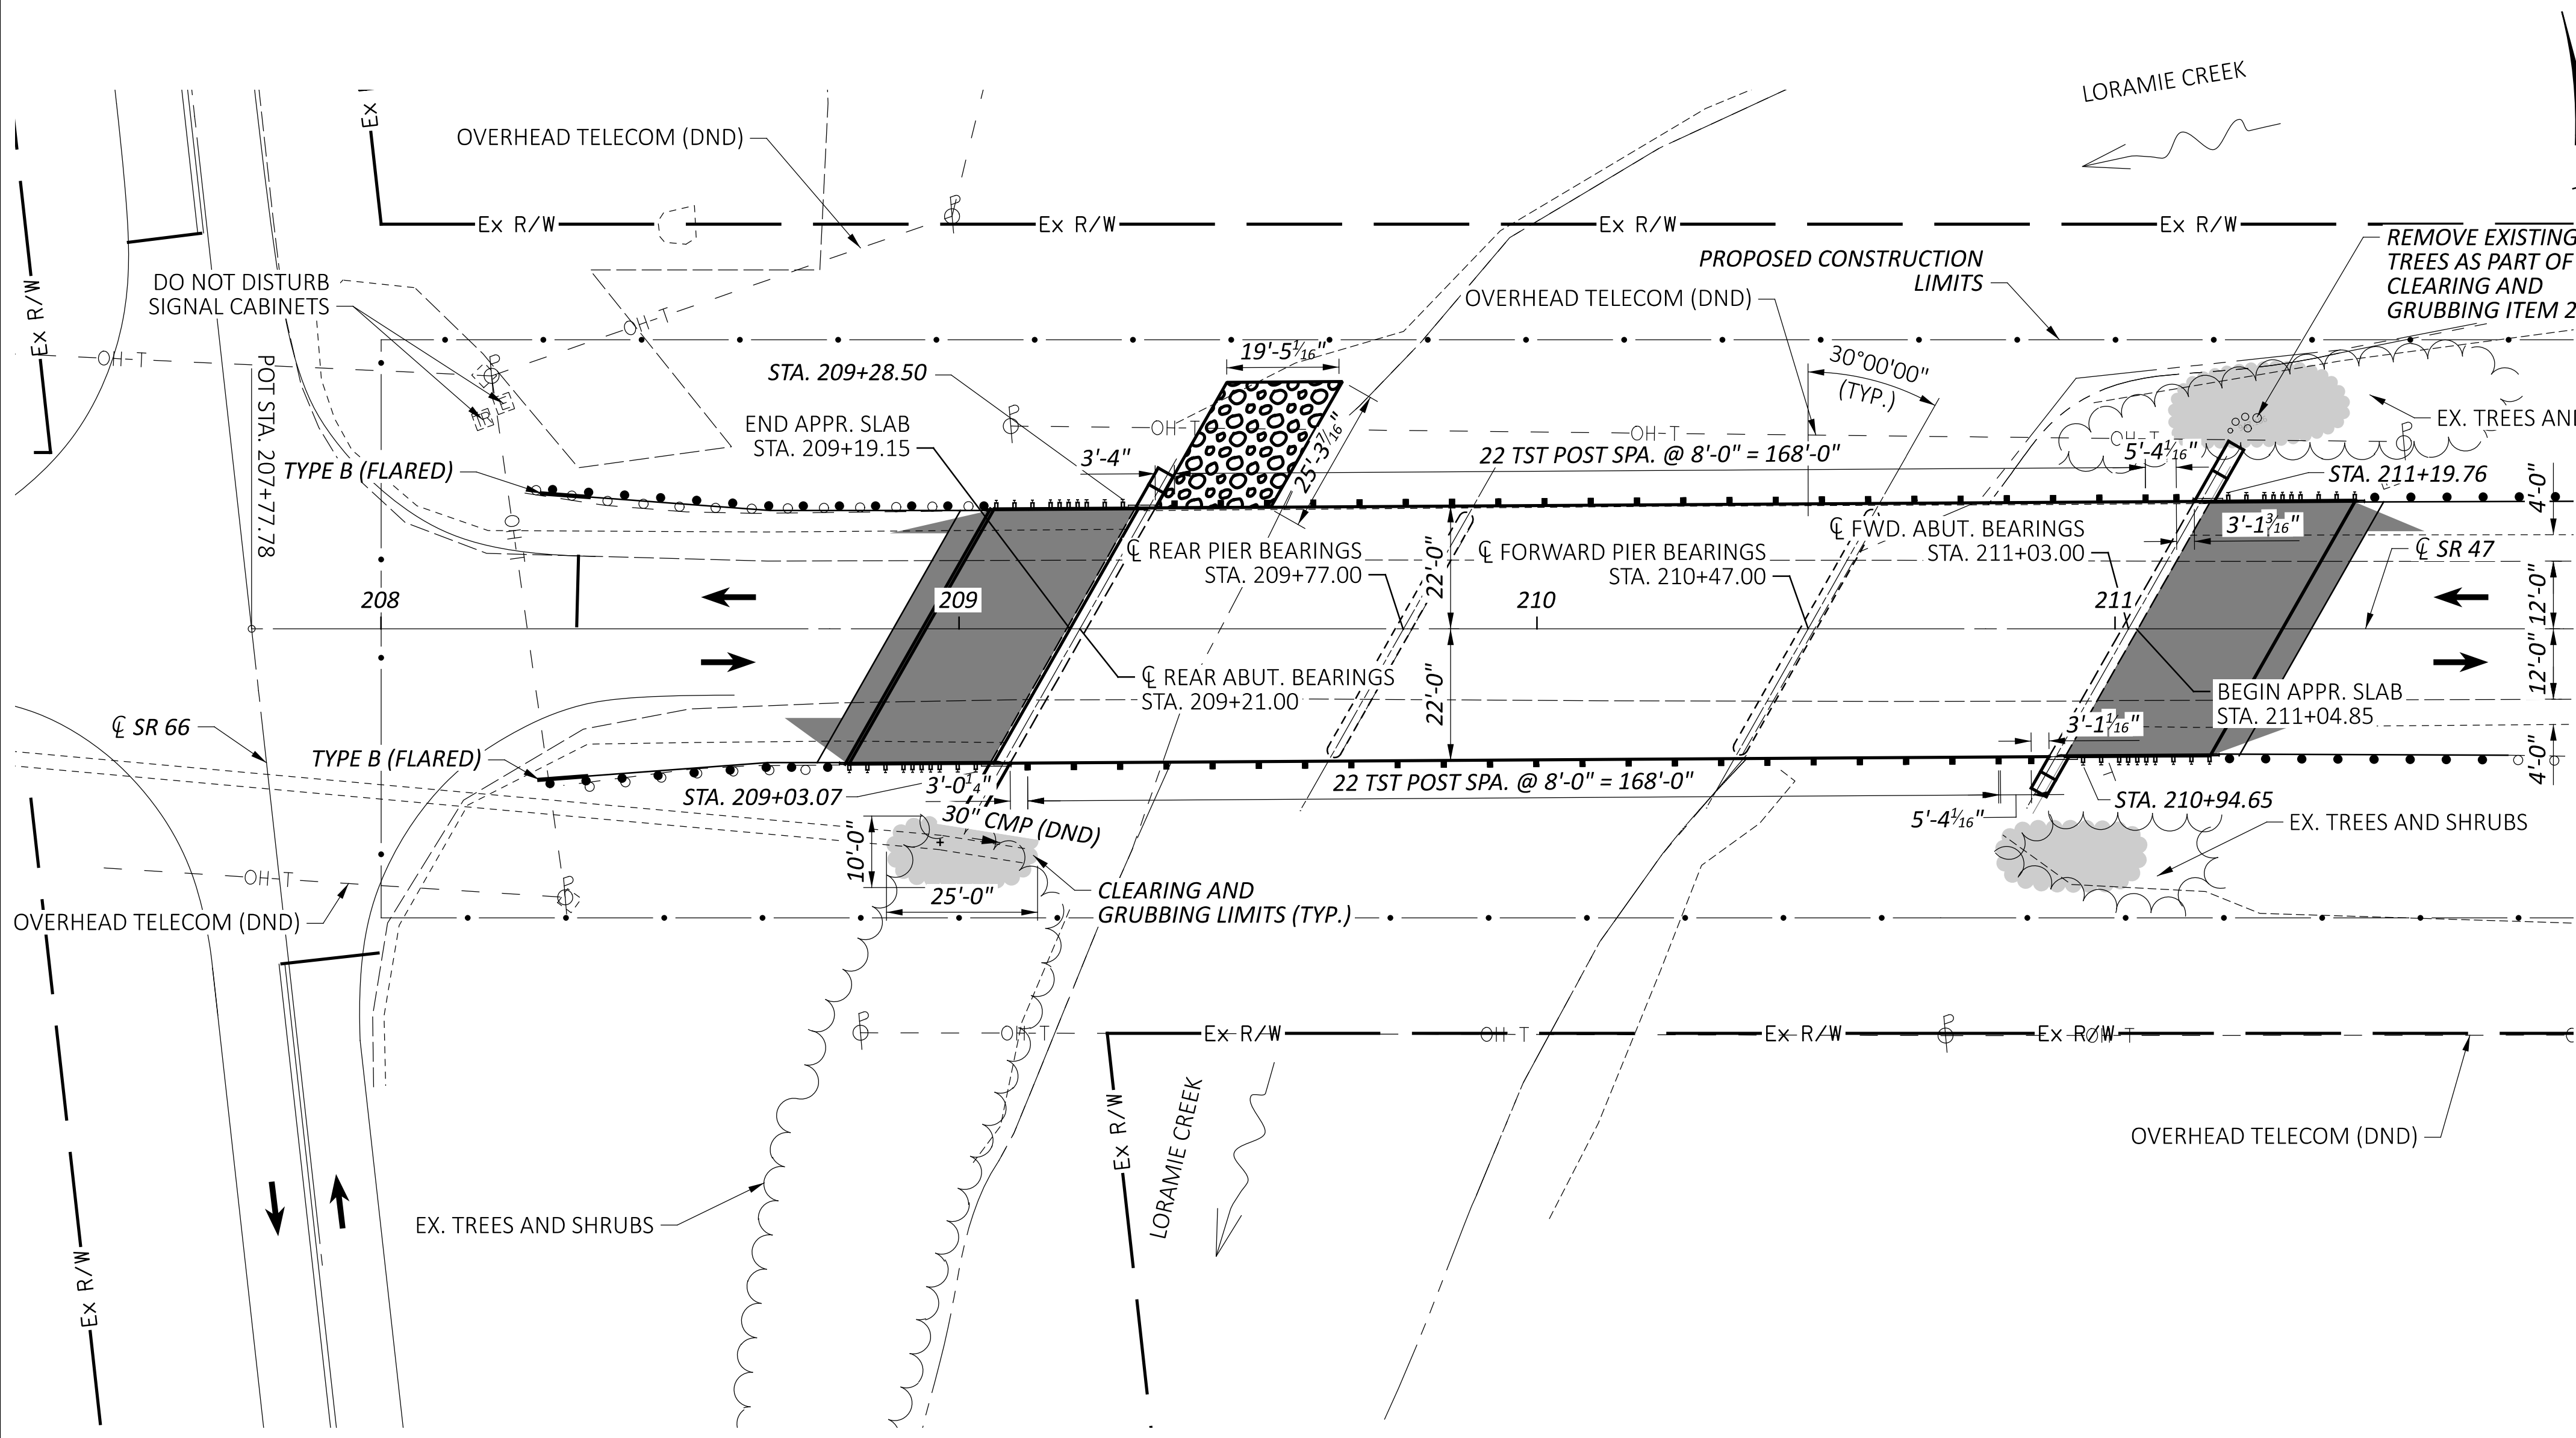 LORAMIE CREEK
Ex
OVERHEAD TELECOM (DND)
Ex R/W
Ex R/W
Ex R/W
Ex R/W
REMOVE EXISTING
TREES AS PART OF
CLEARING AND
GRUBBING ITEM 2
PROPOSED CONSTRUCTION
LIMITS
DO NOT DISTURB
SIGNAL CABINETS
OVERHEAD TELECOM (DND)
Ex R/W
OH-T
OH-T
POT STA. 207+77.78
19'-5 1/16"
30°00'00"
(TYP.)
STA. 209+28.50
END APPR. SLAB
STA. 209+19.15
OH-T
OH-T
OH-T
EX. TREES AN
25'-3 7/16"
3'-4"
22 TST POST SPA. @ 8'-0" = 168'-0"
5'-4 1/16"
TYPE B (FLARED)
STA. 211+19.76
4'-0"
OH-T
℄ REAR PIER BEARINGS
STA. 209+77.00
22'-0"
℄ FORWARD PIER BEARINGS
STA. 210+47.00
℄ FWD. ABUT. BEARINGS
STA. 211+03.00
3'-1 3/16"
℄ SR 47
208
209
210
211
12'-0"
12'-0"
℄ REAR ABUT. BEARINGS
STA. 209+21.00
22'-0"
BEGIN APPR. SLAB
STA. 211+04.85
℄ SR 66
TYPE B (FLARED)
3'-1 1/16"
4'-0"
STA. 209+03.07
3'-0 1/4"
22 TST POST SPA. @ 8'-0" = 168'-0"
STA. 210+94.65
5'-4 1/16"
30" CMP (DND)
10'-0"
EX. TREES AND SHRUBS
OH-T
25'-0"
CLEARING AND
GRUBBING LIMITS (TYP.)
OVERHEAD TELECOM (DND)
OH-T
Ex R/W
OH-T
Ex R/W
Ex R/W
OH-T
LORAMIE CREEK
Ex R/W
OVERHEAD TELECOM (DND)
EX. TREES AND SHRUBS
Ex R/W